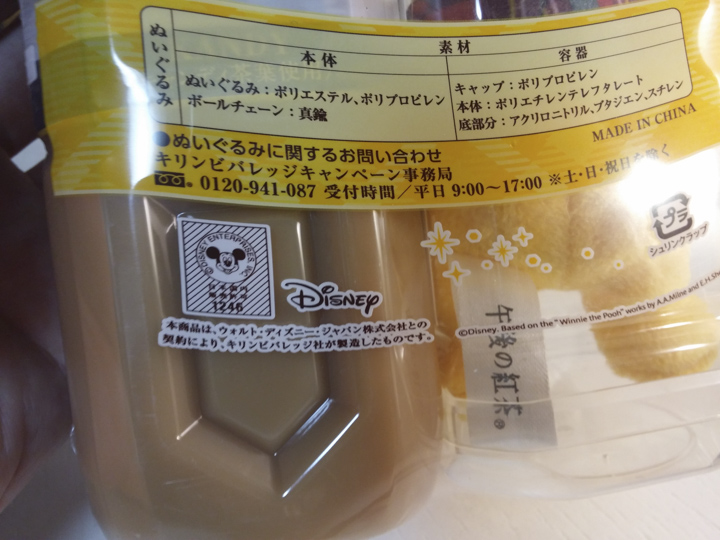 素材
ぬいぐるみ
本体
容器
ぬいぐるみ:ポリエステル、ポリプロピレン
ボールチェーン:真鍮
キャップ:ポリプロピレン
本体:ポリエチレンテレフタレート
底部分:アクリロニトリル、ブタジエン、スチレン
MADE IN CHINA
●ぬいぐるみに関するお問い合わせ
キリンビバレッジキャンペーン事務局
0120-941-087 受付時間/平日 9:00~17:00 ※土・日・祝日を除く
プラ
シュリンクラップ
©DISNEY ENTERPRISES INC.
1246
Disney
本商品は、ウォルト・ディズニー・ジャパン株式会社との
契約により、キリンビバレッジ社が製造したものです。
午後の紅茶®
©Disney. Based on the "Winnie the Pooh" works by A.A.Milne and E.H.She